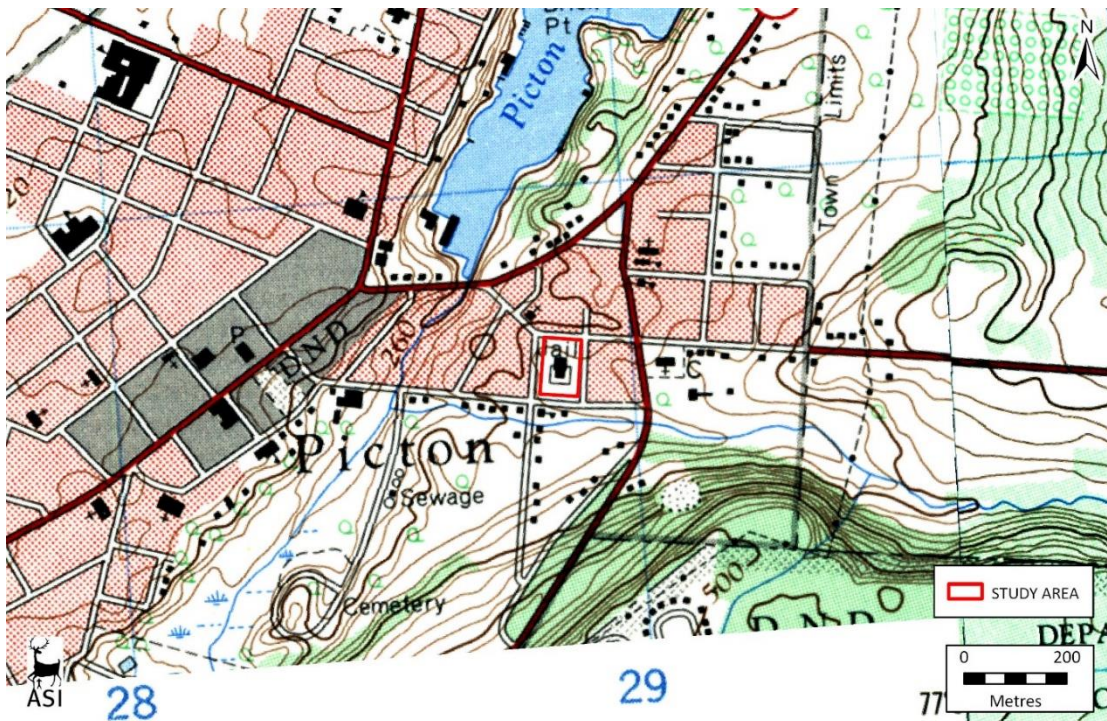 Pt
Picton
N
Town Limits
20
P
DND
260
Jail
C
Picton
Sewage
Cemetery
500
STUDY AREA
D N D
DEPA
0 200
Metres
ASI
28
29
77